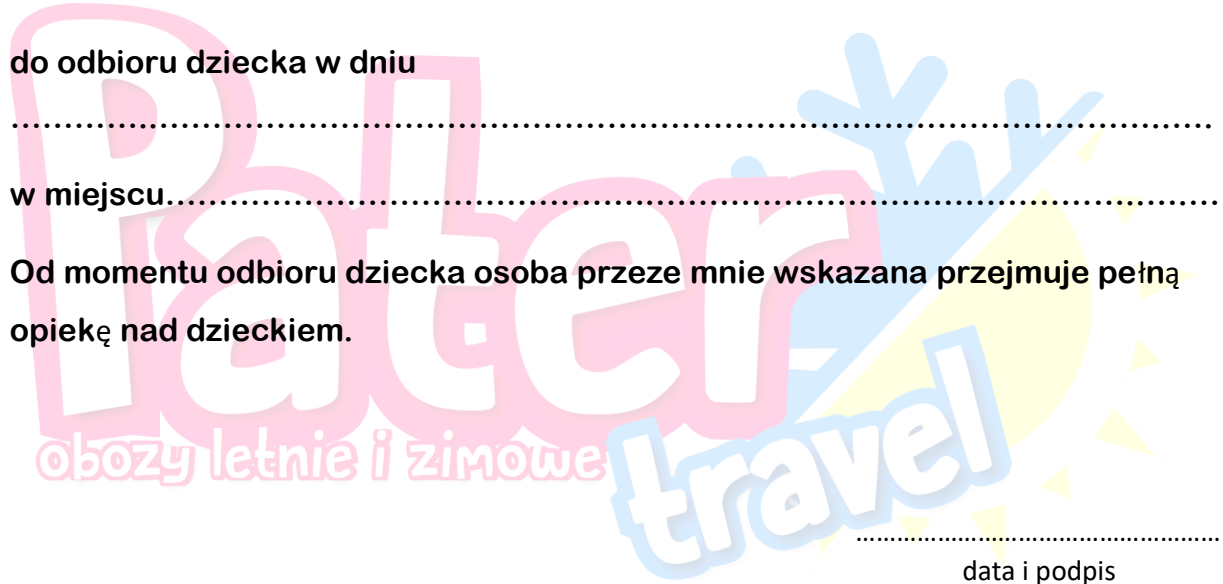 do odbioru dziecka w dniu
……………………………………………………………………………………………………..….
w miejscu…………………………………………………………………………………….….…
Od momentu odbioru dziecka osoba przeze mnie wskazana przejmuje pełną
opiekę nad dzieckiem.
Pater
obozy letnie i zimowe
travel
………………………………………………
data i podpis